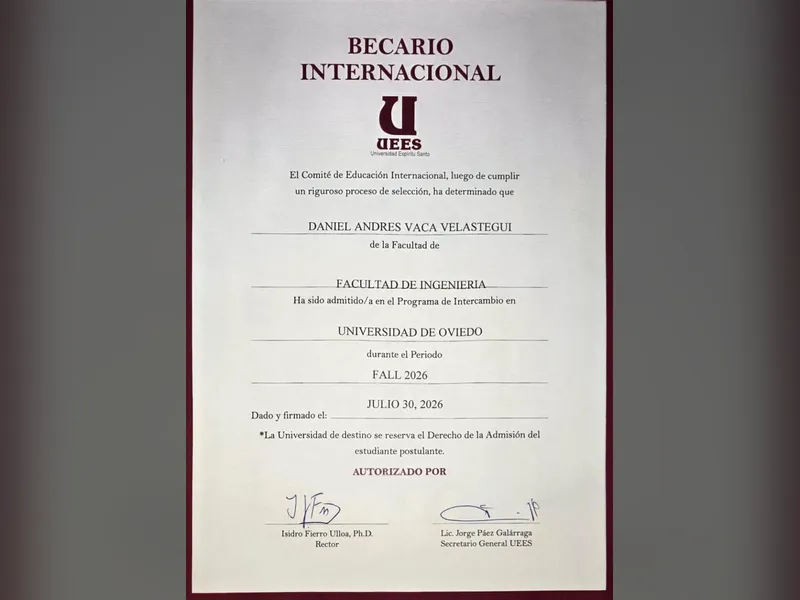 BECARIO
INTERNACIONAL
UEES
Universidad Espíritu Santo
El Comité de Educación Internacional, luego de cumplir
un riguroso proceso de selección, ha determinado que
DANIEL ANDRES VACA VELASTEGUI
de la Facultad de
FACULTAD DE INGENIERIA
Ha sido admitido/a en el Programa de Intercambio en
UNIVERSIDAD DE OVIEDO
durante el Periodo
FALL 2026
JULIO 30, 2026
Dado y firmado el:
*La Universidad de destino se reserva el Derecho de la Admisión del
estudiante postulante.
AUTORIZADO POR
Isidro Fierro Ulloa, Ph.D.
Rector
Lic. Jorge Páez Galárraga
Secretario General UEES